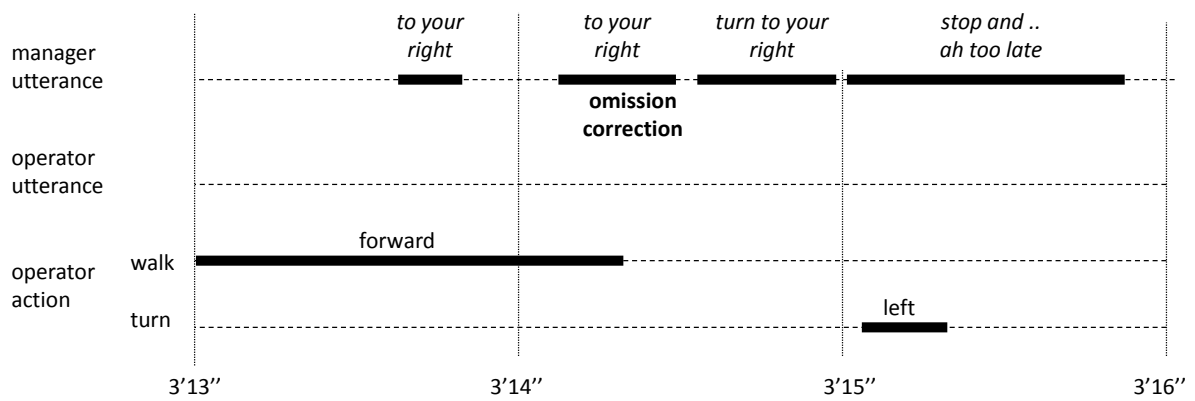 to your
right
to your
right
turn to your
right
stop and ..
ah too late
manager
utterance
omission
correction
operator
utterance
forward
walk
operator
action
left
turn
3’13’’
3’14’’
3’15’’
3’16’’